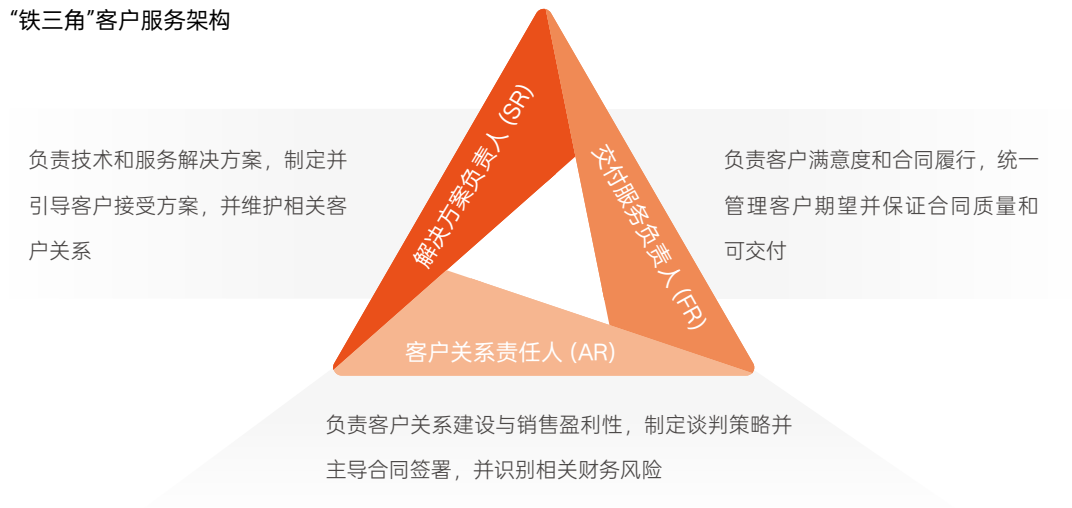 “铁三角”客户服务架构
解决方案负责人 (SR)
负责技术和服务解决方案，制定并
引导客户接受方案，并维护相关客
户关系
交付服务负责人 (FR)
负责客户满意度和合同履行，统一
管理客户期望并保证合同质量和
可交付
客户关系责任人 (AR)
负责客户关系建设与销售盈利性，制定谈判策略并
主导合同签署，并识别相关财务风险